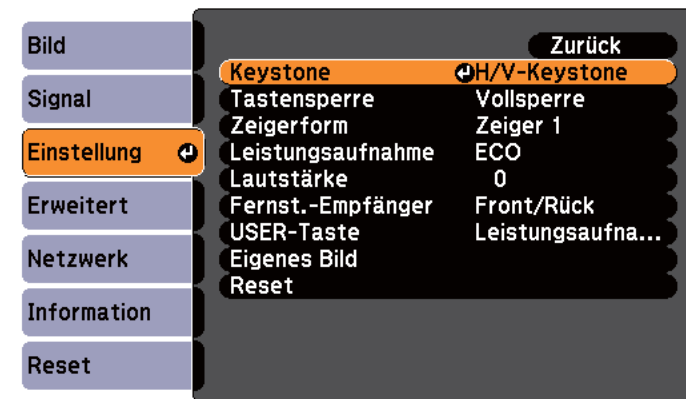 Bild
Signal
Einstellung
Erweitert
Netzwerk
Information
Reset
Zurück
Keystone H/V-Keystone
Tastensperre Vollsperre
Zeigerform Zeiger 1
Leistungsaufnahme ECO
Lautstärke 0
Fernst.-Empfänger Front/Rück
USER-Taste Leistungsaufna...
Eigenes Bild
Reset